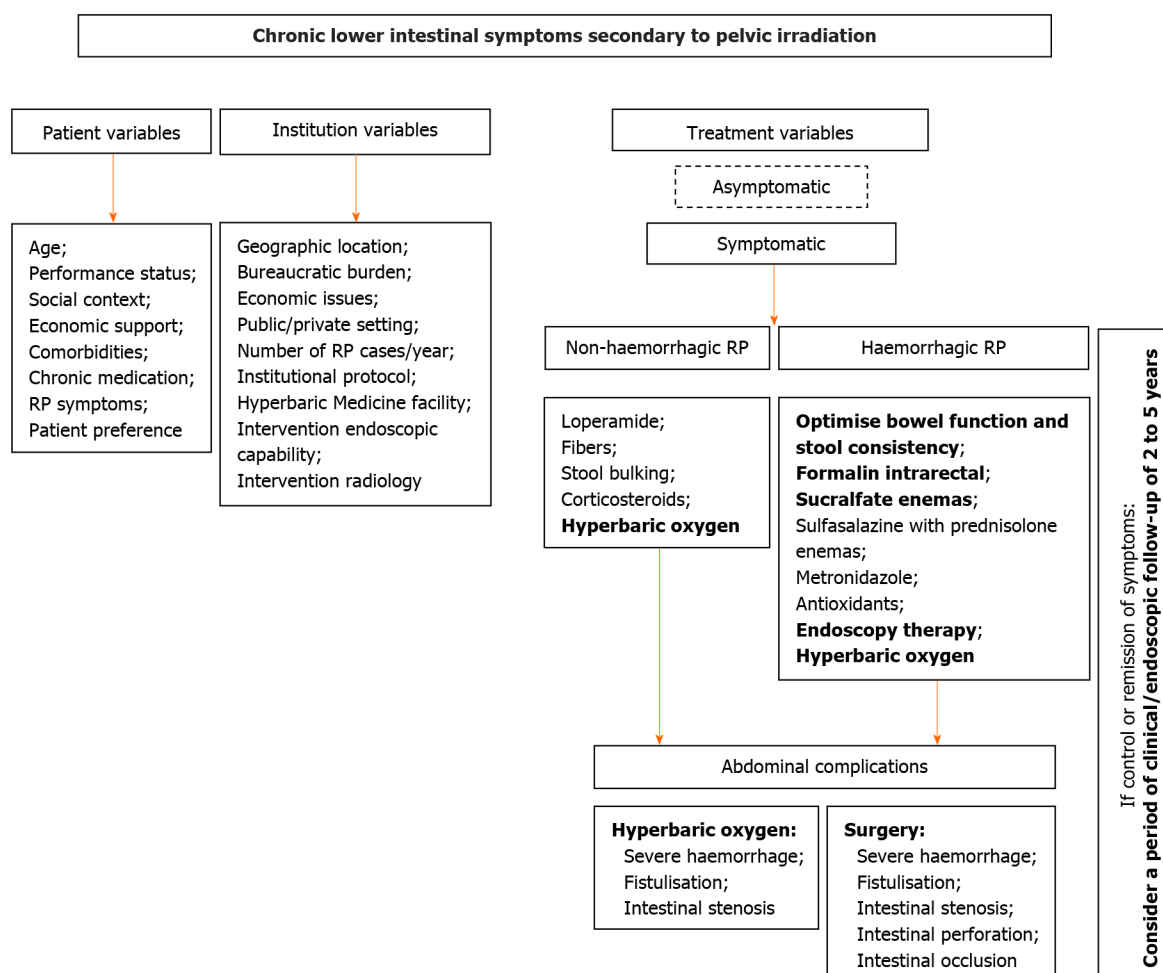 Chronic lower intestinal symptoms secondary to pelvic irradiation
Patient variables
Age;
Performance status;
Social context;
Economic support;
Comorbidities;
Chronic medication;
RP symptoms;
Patient preference
Institution variables
Geographic location;
Bureaucratic burden;
Economic issues;
Public/private setting;
Number of RP cases/year;
Institutional protocol;
Hyperbaric Medicine facility;
Intervention endoscopic
capability;
Intervention radiology
Treatment variables
Asymptomatic
Symptomatic
Non-haemorrhagic RP
Loperamide;
Fibers;
Stool bulking;
Corticosteroids;
Hyperbaric oxygen
Haemorrhagic RP
Optimise bowel function and
stool consistency;
Formalin intrarectal;
Sucralfate enemas;
Sulfasalazine with prednisolone
enemas;
Metronidazole;
Antioxidants;
Endoscopy therapy;
Hyperbaric oxygen
Abdominal complications
Hyperbaric oxygen:
Severe haemorrhage;
Fistulisation;
Intestinal stenosis
Surgery:
Severe haemorrhage;
Fistulisation;
Intestinal stenosis;
Intestinal perforation;
Intestinal occlusion
If control or remission of symptoms:
Consider a period of clinical/endoscopic follow-up of 2 to 5 years